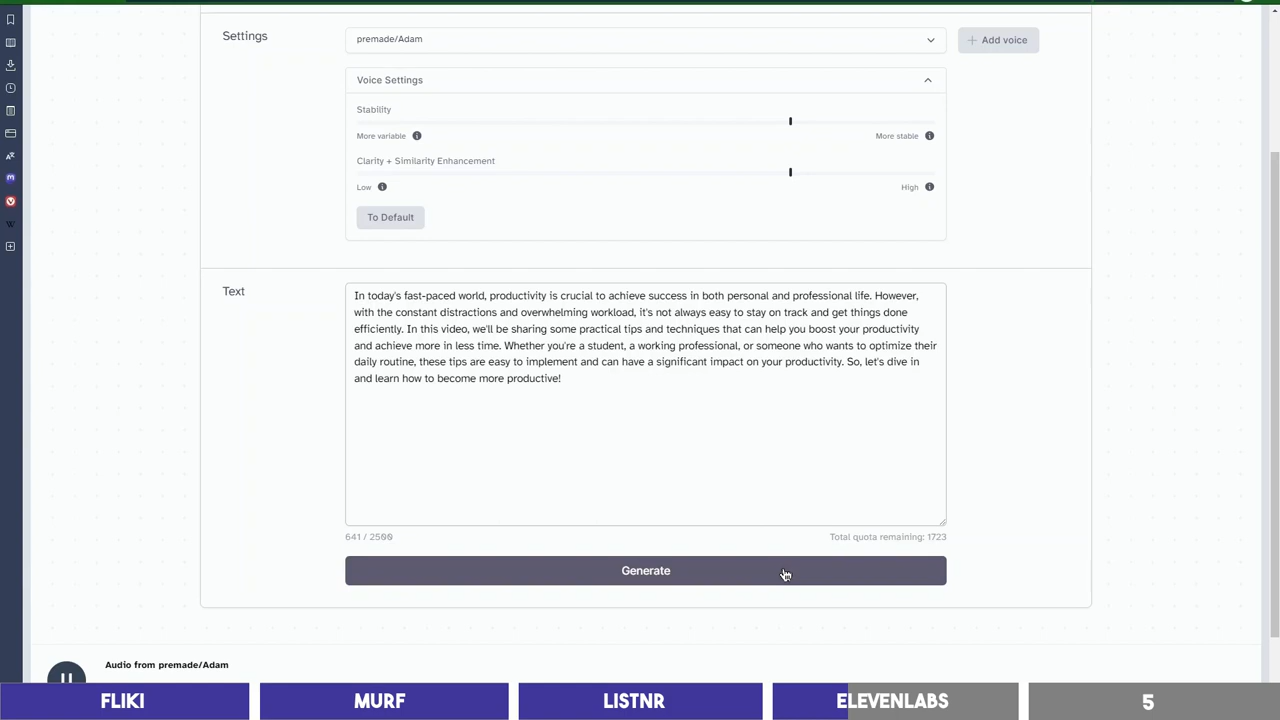 Settings
premade/Adam
Add voice
Voice Settings
Stability
More variable
More stable
Clarity + Similarity Enhancement
Low
High
To Default
Text
In today's fast-paced world, productivity is crucial to achieve success in both personal and professional life. However,
with the constant distractions and overwhelming workload, it's not always easy to stay on track and get things done
efficiently. In this video, we'll be sharing some practical tips and techniques that can help you boost your productivity
and achieve more in less time. Whether you're a student, a working professional, or someone who wants to optimize their
daily routine, these tips are easy to implement and can have a significant impact on your productivity. So, let's dive in
and learn how to become more productive!
641 / 2500
Total quota remaining: 1723
Generate
Audio from premade/Adam
FLIKI
MURF
LISTNR
ELEVENLABS
5